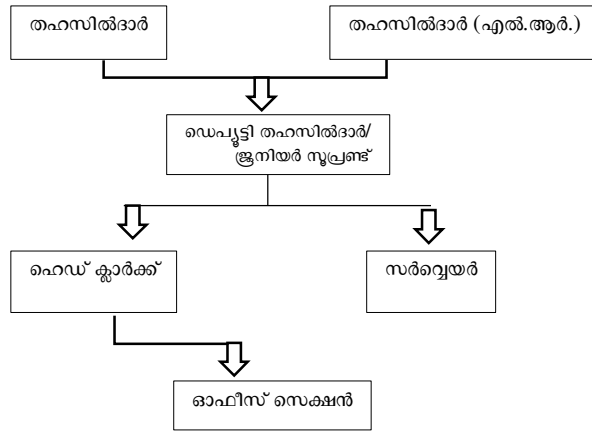 തഹസിൽദാർ
തഹസിൽദാർ (എൽ.ആർ.)
ഡെപ്യൂട്ടി തഹസിൽദാർ/
ജൂനിയർ സൂപ്രണ്ട്
ഹെഡ് ക്ലാർക്ക്
സർവ്വെയർ
ഓഫീസ് സെക്ഷൻ